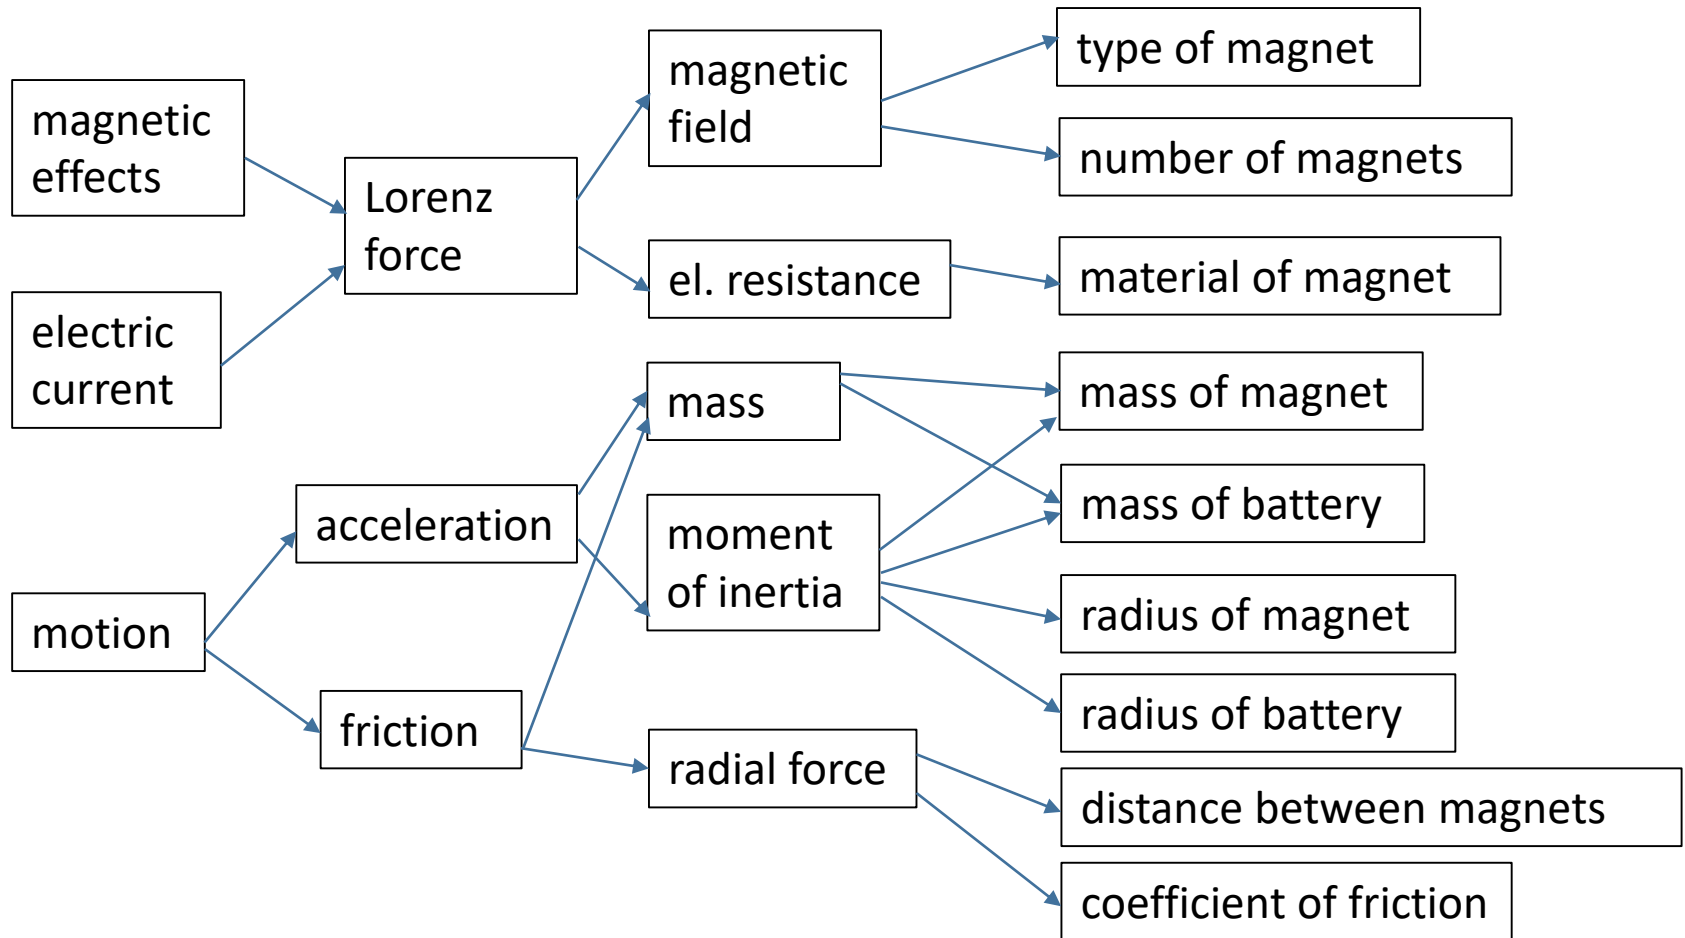 magnetic
effects
electric
current
motion
Lorenz
force
acceleration
friction
magnetic
field
el. resistance
mass
moment
of inertia
radial force
type of magnet
number of magnets
material of magnet
mass of magnet
mass of battery
radius of magnet
radius of battery
distance between magnets
coefficient of friction